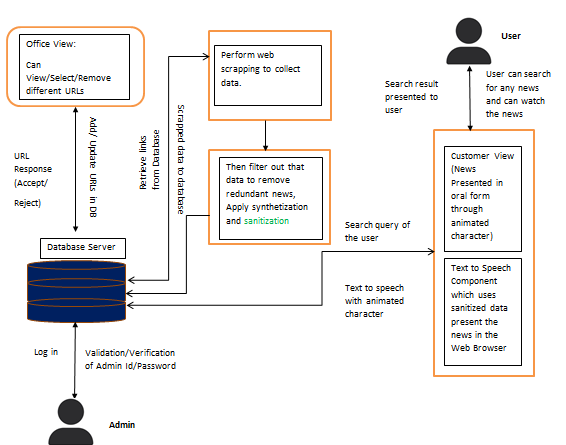 Office View:
Can
View/Select/Remove
different URLs
Perform web
scrapping to collect
data.
User
Search result
presented to
user
User can search
for any news
and can watch
the news
URL
Response
(Accept/
Reject)
Add/ Update URLs in DB
Retrieve links
from Database
Scrapped data to database
Then filter out that
data to remove
redundant news,
Apply synthetization
and sanitization
Customer View
(News
Presented in
oral form
through
animated
character)
Search query of
the user
Database Server
Text to speech
with animated
character
Text to Speech
Component
which uses
sanitized data
present the
news in the
Web Browser
Log in
Validation/Verification
of Admin Id/Password
Admin